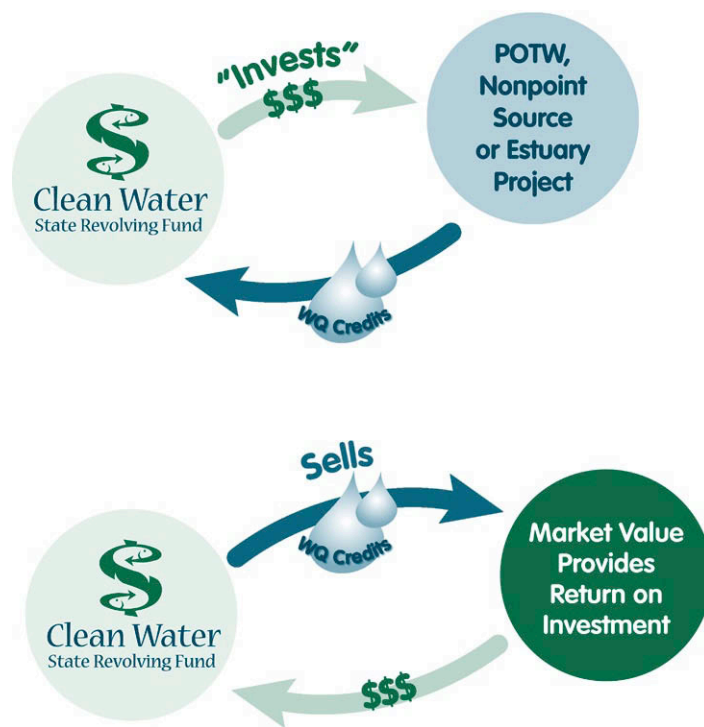 "Invests"
$$$
POTW,
Nonpoint
Source
or Estuary
Project
Clean Water
State Revolving Fund
WQ Credits
Sells
WQ Credits
Market Value
Provides
Return on
Investment
Clean Water
State Revolving Fund
$$$